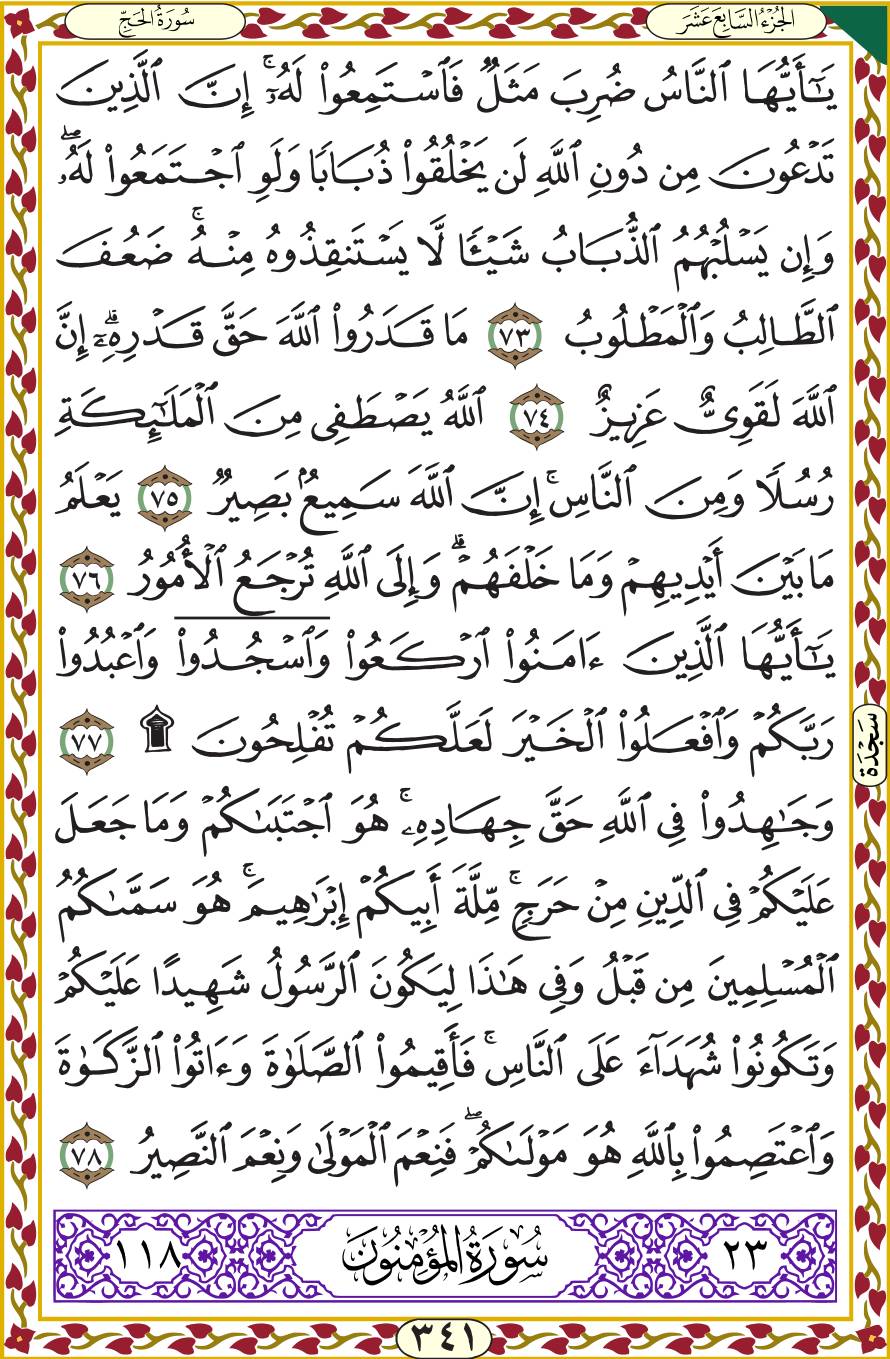 الجُزْءُ السَّابِعَ عَشَرَ
سُورَةُ الحَجِّ
يَٰٓأَيُّهَا ٱلنَّاسُ ضُرِبَ مَثَلٌ فَٱسْتَمِعُوا۟ لَهُۥٓ ۚ إِنَّ ٱلَّذِينَ
تَدْعُونَ مِن دُونِ ٱللَّهِ لَن يَخْلُقُوا۟ ذُبَابًا وَلَوِ ٱجْتَمَعُوا۟ لَهُۥ ۖ
وَإِن يَسْلُبْهُمُ ٱلذُّبَابُ شَيْـًٔا لَّا يَسْتَنقِذُوهُ مِنْهُ ۚ ضَعُفَ
ٱلطَّالِبُ وَٱلْمَطْلُوبُ ٧٣ مَا قَدَرُوا۟ ٱللَّهَ حَقَّ قَدْرِهِۦٓ ۗ إِنَّ
ٱللَّهَ لَقَوِىٌّ عَزِيزٌ ٧٤ ٱللَّهُ يَصْطَفِى مِنَ ٱلْمَلَٰٓئِكَةِ
رُسُلًا وَمِنَ ٱلنَّاسِ ۚ إِنَّ ٱللَّهَ سَمِيعٌۢ بَصِيرٌ ٧٥ يَعْلَمُ
مَا بَيْنَ أَيْدِيهِمْ وَمَا خَلْفَهُمْ ۗ وَإِلَى ٱللَّهِ تُرْجَعُ ٱلْأُمُورُ ٧٦
يَٰٓأَيُّهَا ٱلَّذِينَ ءَامَنُوا۟ ٱرْكَعُوا۟ وَٱسْجُدُوا۟ وَٱعْبُدُوا۟
رَبَّكُمْ وَٱفْعَلُوا۟ ٱلْخَيْرَ لَعَلَّكُمْ تُفْلِحُونَ ۩ ٧٧
سَجْدَة
وَجَٰهِدُوا۟ فِى ٱللَّهِ حَقَّ جِهَادِهِۦ ۚ هُوَ ٱجْتَبَىٰكُمْ وَمَا جَعَلَ
عَلَيْكُمْ فِى ٱلدِّينِ مِنْ حَرَجٍ ۚ مِّلَّةَ أَبِيكُمْ إِبْرَٰهِيمَ ۚ هُوَ سَمَّىٰكُمُ
ٱلْمُسْلِمِينَ مِن قَبْلُ وَفِى هَٰذَا لِيَكُونَ ٱلرَّسُولُ شَهِيدًا عَلَيْكُمْ
وَتَكُونُوا۟ شُهَدَآءَ عَلَى ٱلنَّاسِ ۚ فَأَقِيمُوا۟ ٱلصَّلَوٰةَ وَءَاتُوا۟ ٱلزَّكَوٰةَ
وَٱعْتَصِمُوا۟ بِٱللَّهِ هُوَ مَوْلَىٰكُمْ ۖ فَنِعْمَ ٱلْمَوْلَىٰ وَنِعْمَ ٱلنَّصِيرُ ٧٨
٢٣ سُورَةُ المُؤْمِنُونَ ١١٨
٣٤١